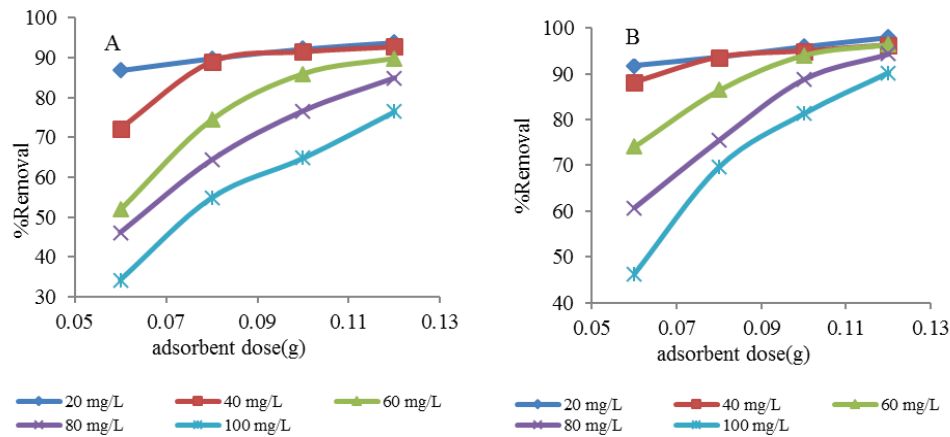 A
%Removal
100
90
80
70
60
50
40
30
0.05 0.07 0.09 0.11 0.13
adsorbent dose(g)
20 mg/L 40 mg/L 60 mg/L
80 mg/L 100 mg/L
B
%Removal
100
90
80
70
60
50
40
0.05 0.07 0.09 0.11 0.13
adsorbent dose(g)
20 mg/L 40 mg/L 60 mg/L
80 mg/L 100 mg/L